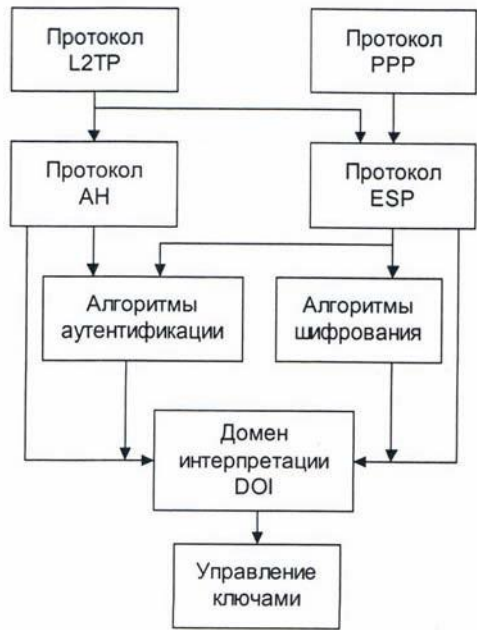 Протокол
L2TP
Протокол
PPP
Протокол
AH
Протокол
ESP
Алгоритмы
аутентификации
Алгоритмы
шифрования
Домен
интерпретации
DOI
Управление
ключами